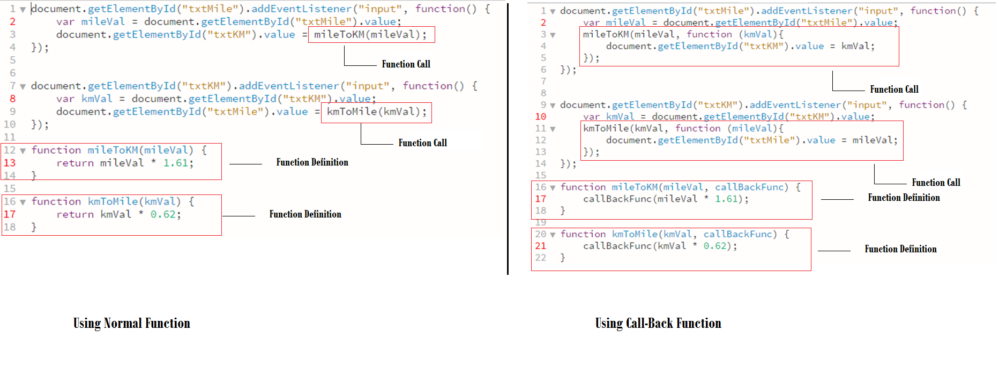 1 ▼ document.getElementById("txtMile").addEventListener("input", function() {
2 var mileVal = document.getElementById("txtMile").value;
3 document.getElementById("txtKM").value = mileToKM(mileVal);
4 });
Function Call
5
6
7 ▼ document.getElementById("txtKM").addEventListener("input", function() {
8 var kmVal = document.getElementById("txtKM").value;
9 document.getElementById("txtMile").value = kmToMile(kmVal);
10 });
11
Function Call
12 ▼ function mileToKM(mileVal) {
13 return mileVal * 1.61;
14 }
Function Definition
15
16 ▼ function kmToMile(kmVal) {
17 return kmVal * 0.62;
18 }
Function Definition
Using Normal Function
1 ▼ document.getElementById("txtMile").addEventListener("input", function() {
2 var mileVal = document.getElementById("txtMile").value;
3 ▼ mileToKM(mileVal, function (kmVal){
4 document.getElementById("txtKM").value = kmVal;
5 });
6 });
7
Function Call
8
9 ▼ document.getElementById("txtKM").addEventListener("input", function() {
10 var kmVal = document.getElementById("txtKM").value;
11 ▼ kmToMile(kmVal, function (mileVal){
12 document.getElementById("txtMile").value = mileVal;
13 });
14 });
15
Function Call
16 ▼ function mileToKM(mileVal, callBackFunc) {
17 callBackFunc(mileVal * 1.61);
18 }
Function Definition
19
20 ▼ function kmToMile(kmVal, callBackFunc) {
21 callBackFunc(kmVal * 0.62);
22 }
Function Definition
Using Call-Back Function